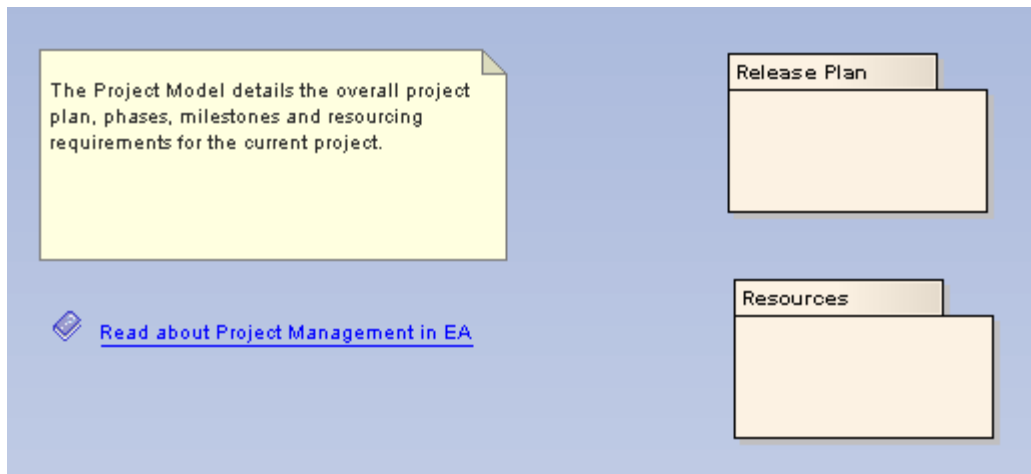 The Project Model details the overall project
plan, phases, milestones and resourcing
requirements for the current project.
Read about Project Management in EA
Release Plan
Resources